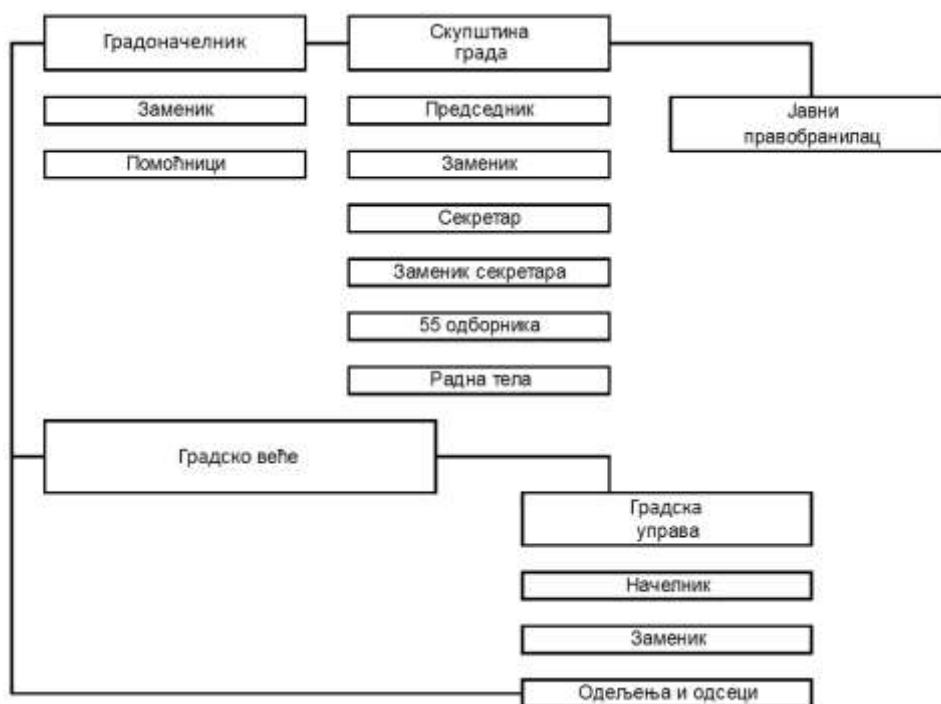 Градоначелник
Скупштина
града
Заменик
Председник
Јавни
правобранилац
Помоћници
Заменик
Секретар
Заменик секретара
55 одборника
Радна тела
Градско веће
Градска
управа
Начелник
Заменик
Одељења и одсеци